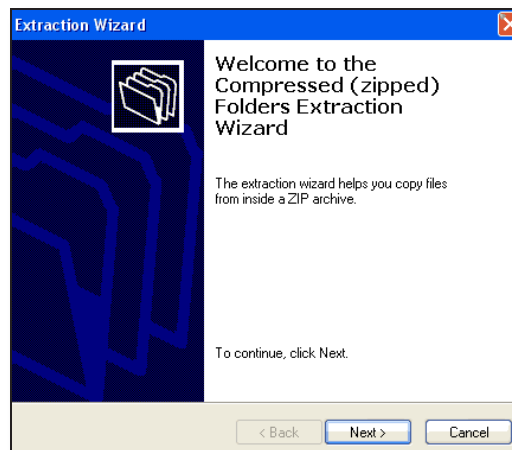 Extraction Wizard
Welcome to the
Compressed (zipped)
Folders Extraction
Wizard
The extraction wizard helps you copy files
from inside a ZIP archive.
To continue, click Next.
< Back
Next >
Cancel